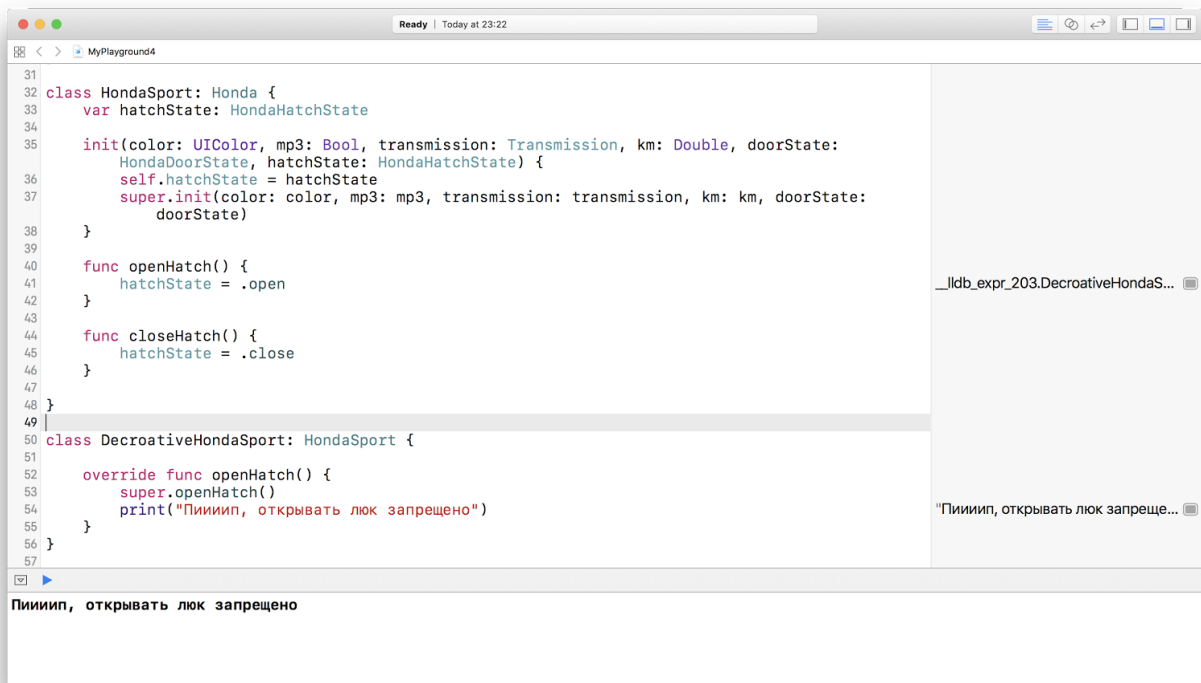 Ready | Today at 23:22
MyPlayground4
31
32 class HondaSport: Honda {
33     var hatchState: HondaHatchState
34
35     init(color: UIColor, mp3: Bool, transmission: Transmission, km: Double, doorState:
HondaDoorState, hatchState: HondaHatchState) {
36         self.hatchState = hatchState
37         super.init(color: color, mp3: mp3, transmission: transmission, km: km, doorState:
doorState)
38     }
39
40     func openHatch() {
41         hatchState = .open    __lldb_expr_203.DecroativeHondaS...
42     }
43
44     func closeHatch() {
45         hatchState = .close
46     }
47
48 }
49
50 class DecroativeHondaSport: HondaSport {
51
52     override func openHatch() {
53         super.openHatch()
54         print("Пиииип, открывать люк запрещено")    "Пиииип, открывать люк запреще...
55     }
56 }
57
Пиииип, открывать люк запрещено